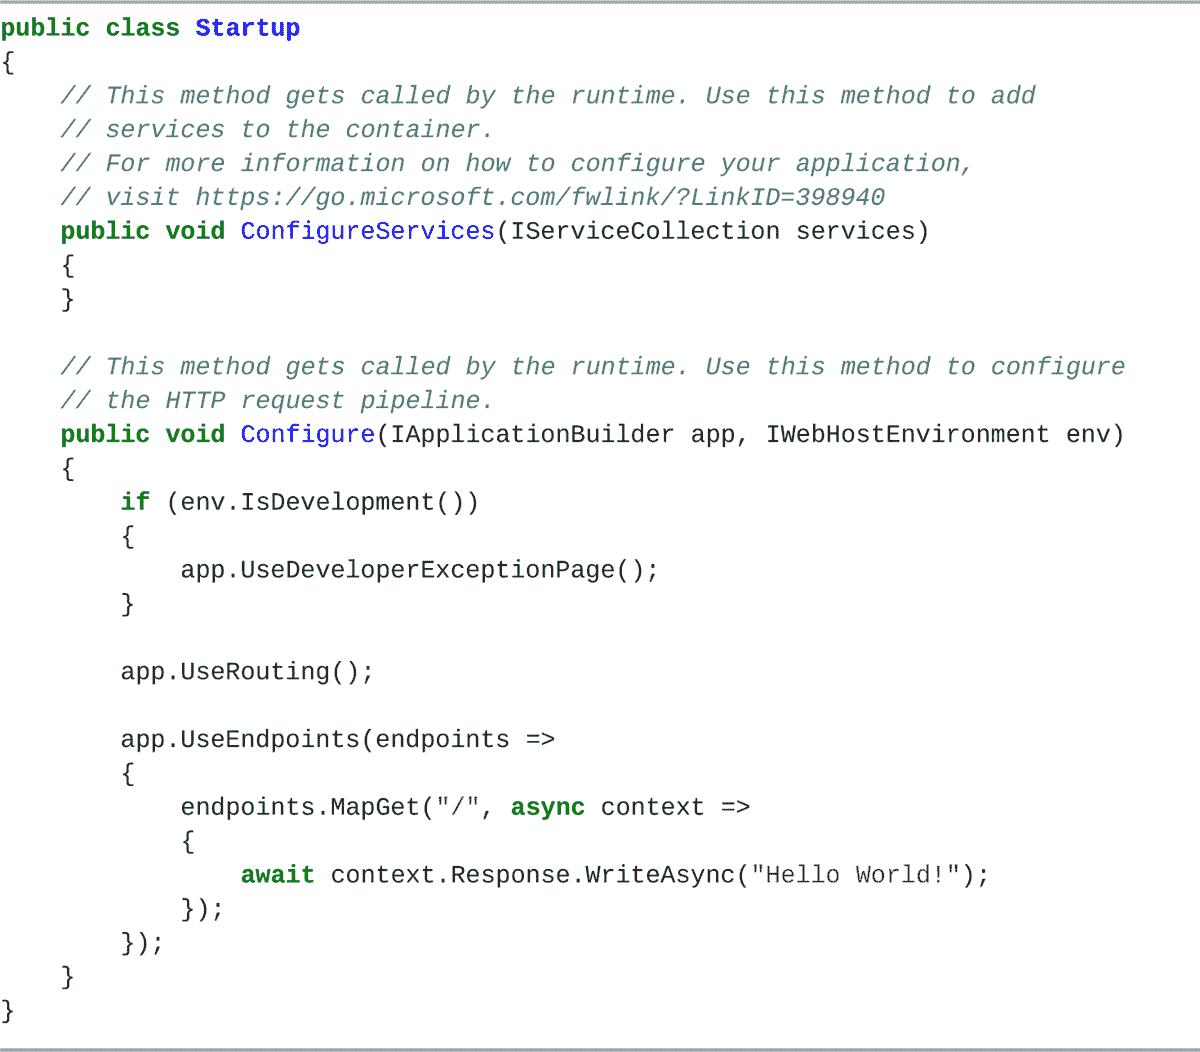 public class Startup
{
    // This method gets called by the runtime. Use this method to add
    // services to the container.
    // For more information on how to configure your application,
    // visit https://go.microsoft.com/fwlink/?LinkID=398940
    public void ConfigureServices(IServiceCollection services)
    {
    }

    // This method gets called by the runtime. Use this method to configure
    // the HTTP request pipeline.
    public void Configure(IApplicationBuilder app, IWebHostEnvironment env)
    {
        if (env.IsDevelopment())
        {
            app.UseDeveloperExceptionPage();
        }

        app.UseRouting();

        app.UseEndpoints(endpoints =>
        {
            endpoints.MapGet("/", async context =>
            {
                await context.Response.WriteAsync("Hello World!");
            });
        });
    }
}